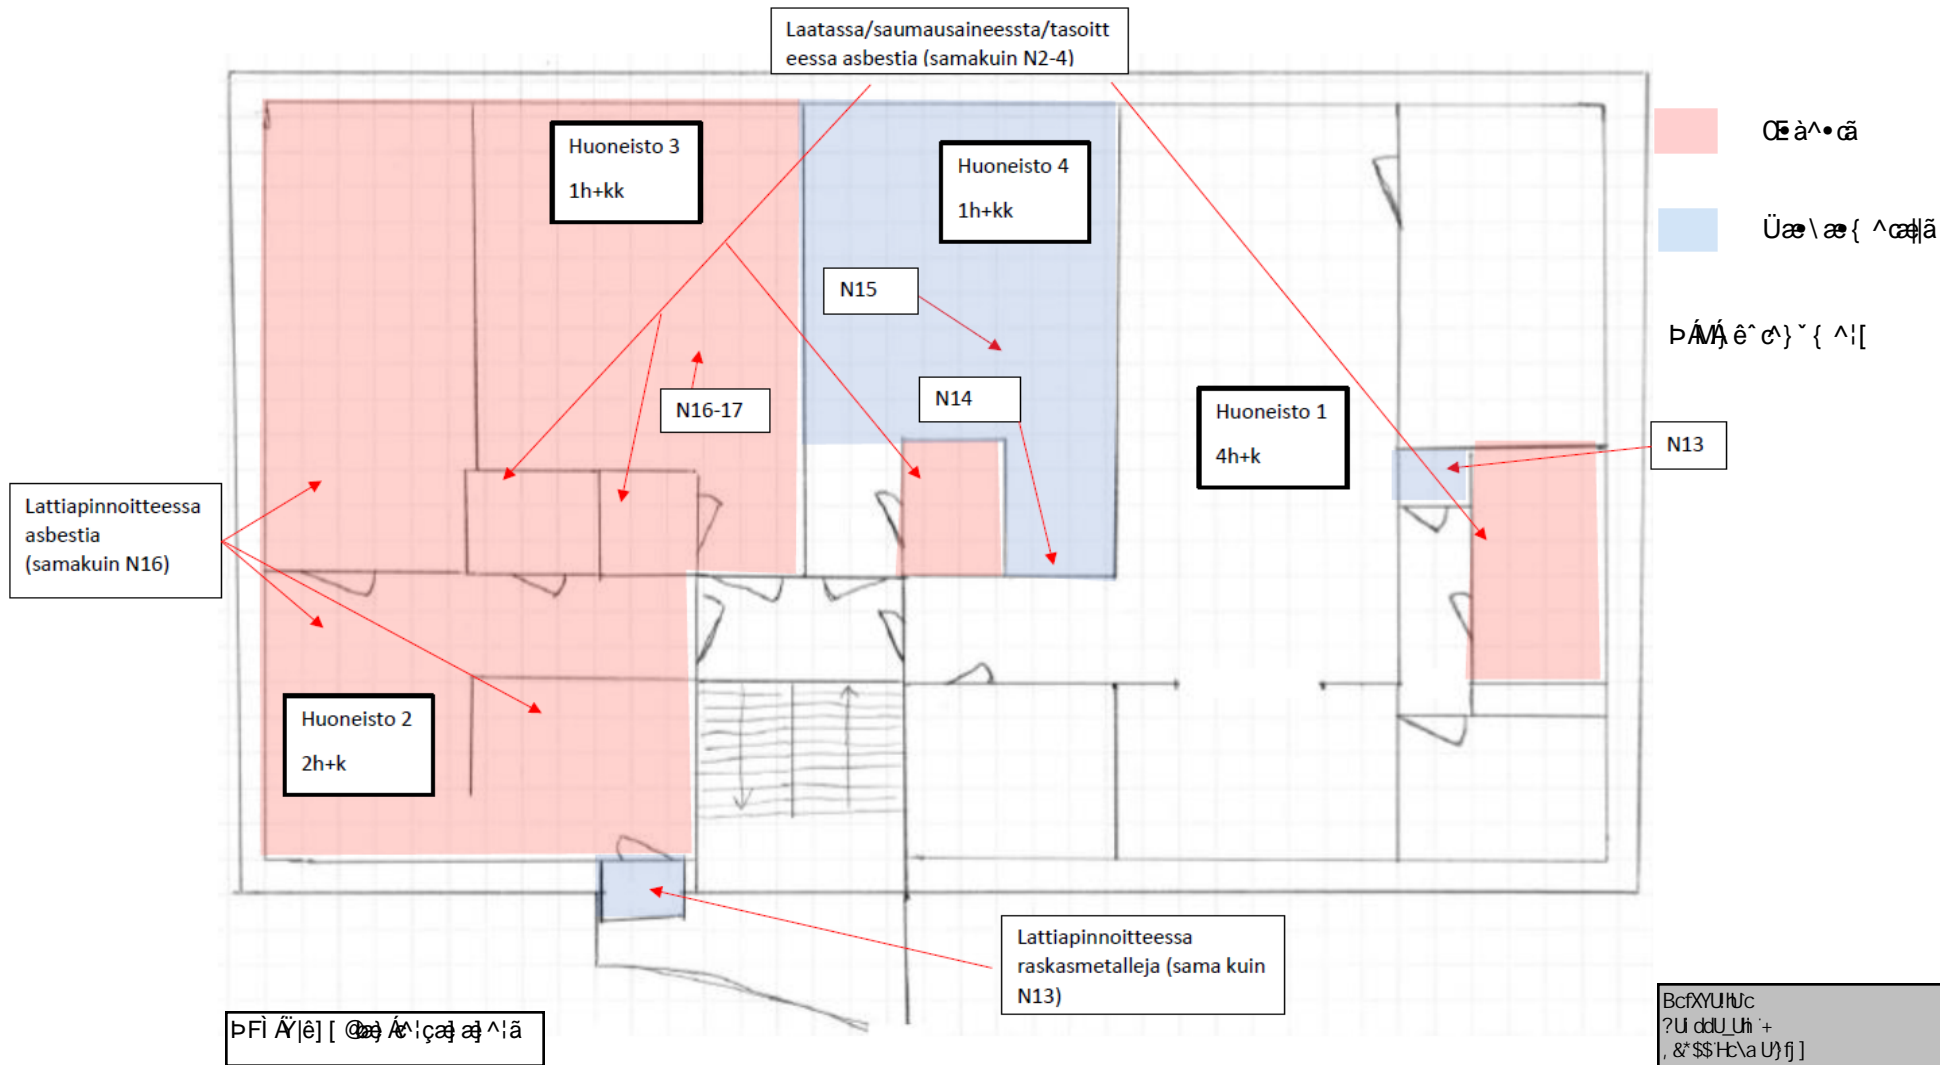 Laatassa/saumausaineessta/tasoitt
eessa asbestia (samakuin N2-4)
Huoneisto 3
1h+kk
Huoneisto 4
1h+kk
N15
N16-17
N14
Huoneisto 1
4h+k
N13
Lattiapinnoitteessa
asbestia
(samakuin N16)
Huoneisto 2
2h+k
Lattiapinnoitteessa
raskasmetalleja (sama kuin
N13)